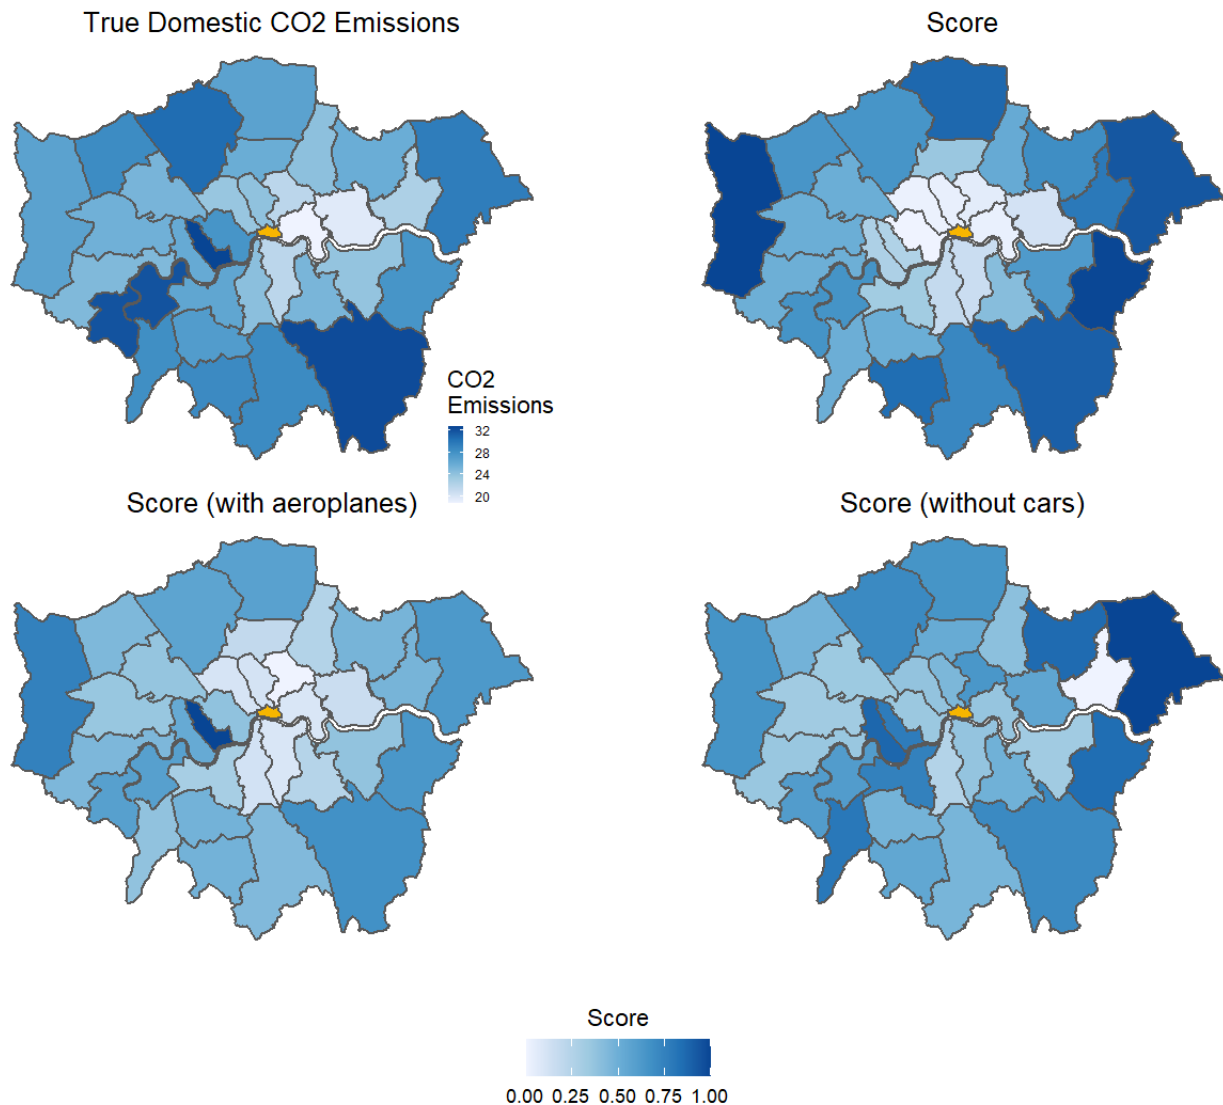 True Domestic CO2 Emissions
Score
CO2
Emissions
32
28
24
20
Score (with aeroplanes)
Score (without cars)
Score
0.00 0.25 0.50 0.75 1.00